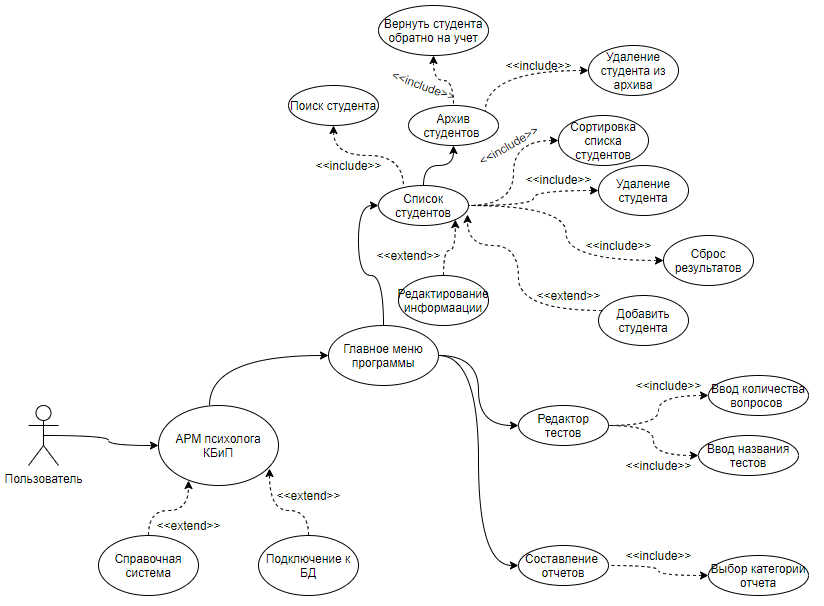 Вернуть студента
обратно на учет
<<include>>
Удаление
студента из
архива
<<include>>
Поиск студента
Архив
студентов
<<include>>
Сортировка
списка
студентов
<<include>>
<<include>>
Удаление
студента
Список
студентов
<<include>>
Сброс
результатов
<<extend>>
Редактирование
информаации
<<extend>>
Добавить
студента
Главное меню
программы
<<include>>
Ввод количества
вопросов
Редактор
тестов
АРМ психолога
КБиП
Ввод названия
тестов
<<include>>
Пользователь
<<extend>>
<<extend>>
Справочная
система
Подключение к
БД
Составление
отчетов
<<include>>
Выбор категории
отчета